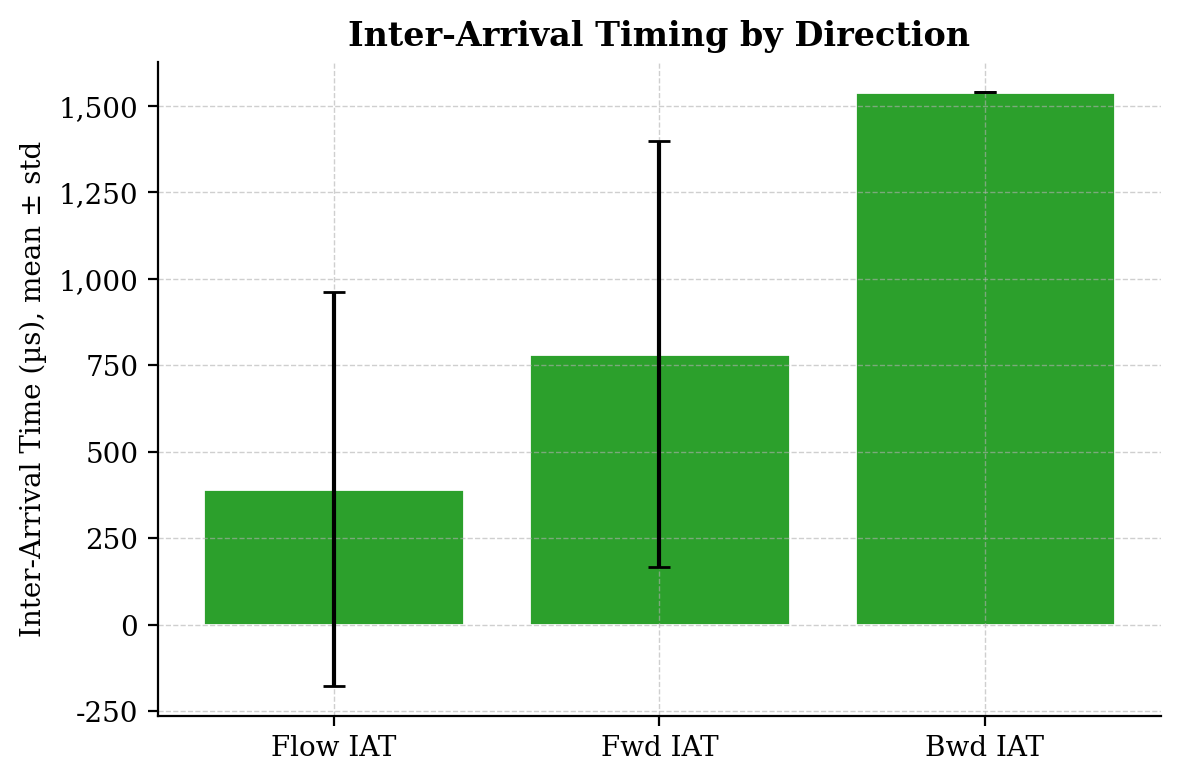 Inter-Arrival Timing by Direction
Inter-Arrival Time (µs), mean ± std
1,500
1,250
1,000
750
500
250
0
-250
Flow IAT
Fwd IAT
Bwd IAT